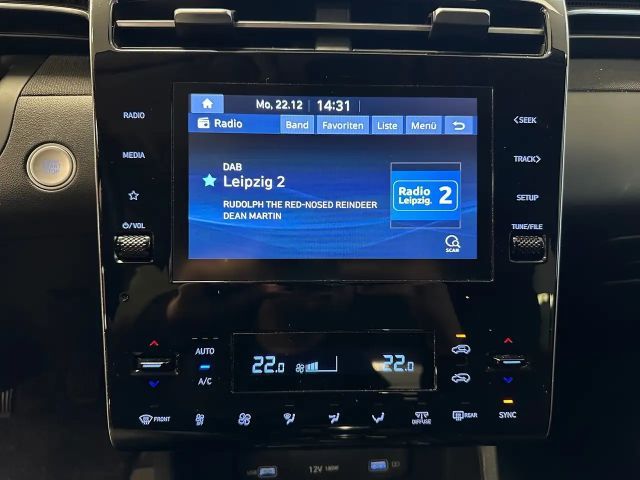 Mo, 22.12 14:31
RADIO
Radio Band Favoriten Liste Menü
<SEEK
MEDIA
TRACK>
DAB
Leipzig 2
Radio
Leipzig. 2
SETUP
RUDOLPH THE RED-NOSED REINDEER
DEAN MARTIN
/VOL
TUNE/FILE
SCAN
AUTO
A/C
22.0
22.0
FRONT
OFF
DIFFUSE
REAR
SYNC
12V 180W